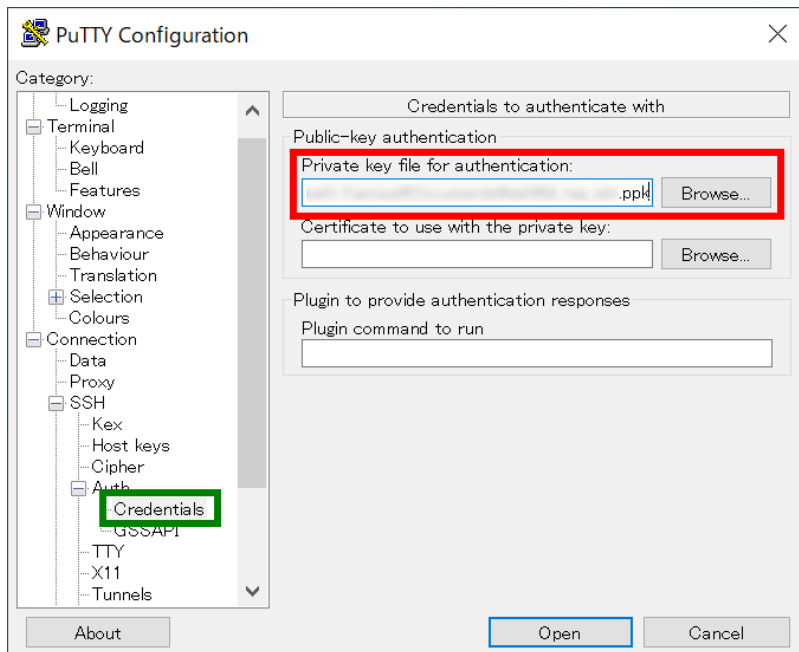 PuTTY Configuration
Category:
Logging
Terminal
Keyboard
Bell
Features
Window
Appearance
Behaviour
Translation
Selection
Colours
Connection
Data
Proxy
SSH
Kex
Host keys
Cipher
Auth
Credentials
GSSAPI
TTY
X11
Tunnels
Credentials to authenticate with
Public-key authentication
Private key file for authentication:
.ppk Browse...
Certificate to use with the private key:
Browse...
Plugin to provide authentication responses
Plugin command to run
About Open Cancel